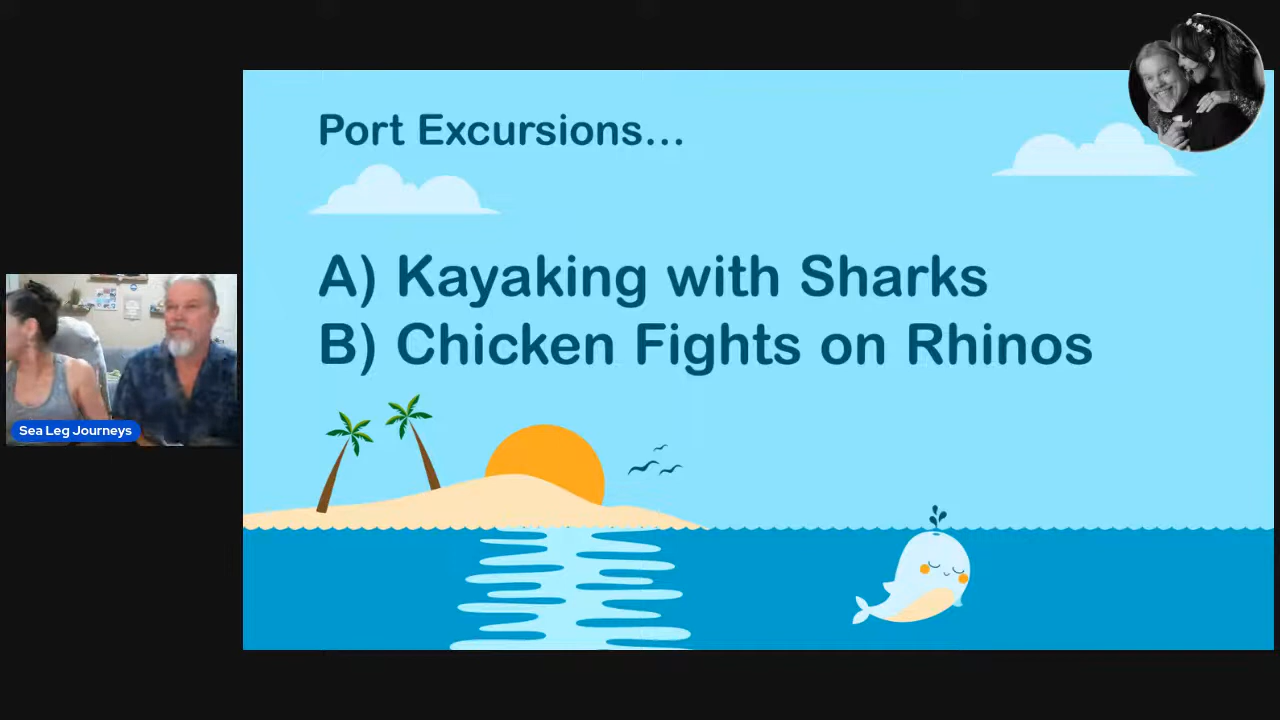 Port Excursions...
A) Kayaking with Sharks
B) Chicken Fights on Rhinos
Sea Leg Journeys